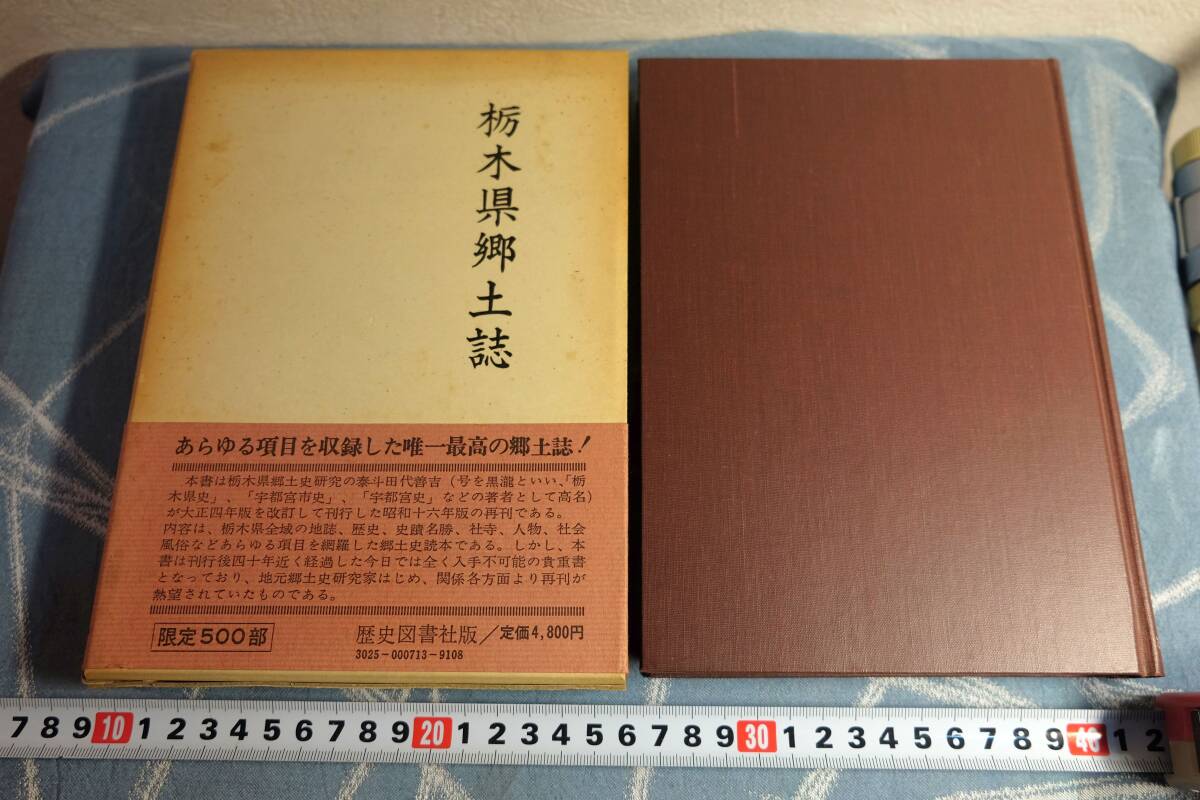 栃木県郷土誌
あらゆる項目を収録した唯一最高の郷土誌!
本書は栃木県郷土史研究の泰斗田代善吉(号を黒瀧といい、「栃
木県史」、「宇都宮市史」、「宇都宮史」などの著者として高名)
が大正四年版を改訂して刊行した昭和十六年版の再刊である。
内容は、栃木県全域の地誌、歴史、史蹟名勝、社寺、人物、社会
風俗などあらゆる項目を網羅した郷土史読本である。しかし、本
書は刊行後四十年近く経過した今日では全く入手不可能の貴重書
となっており、地元郷土史研究家はじめ、関係各方面より再刊が
熱望されていたものである。
限定500部
歴史図書社版/定価4,800円
3025-000713-9108
7 8 9 10 1 2 3 4 5 6 7 8 9 20 1 2 3 4 5 6 7 8 9 30 1 2 3 4 5 6 7 8 9 40 1 2